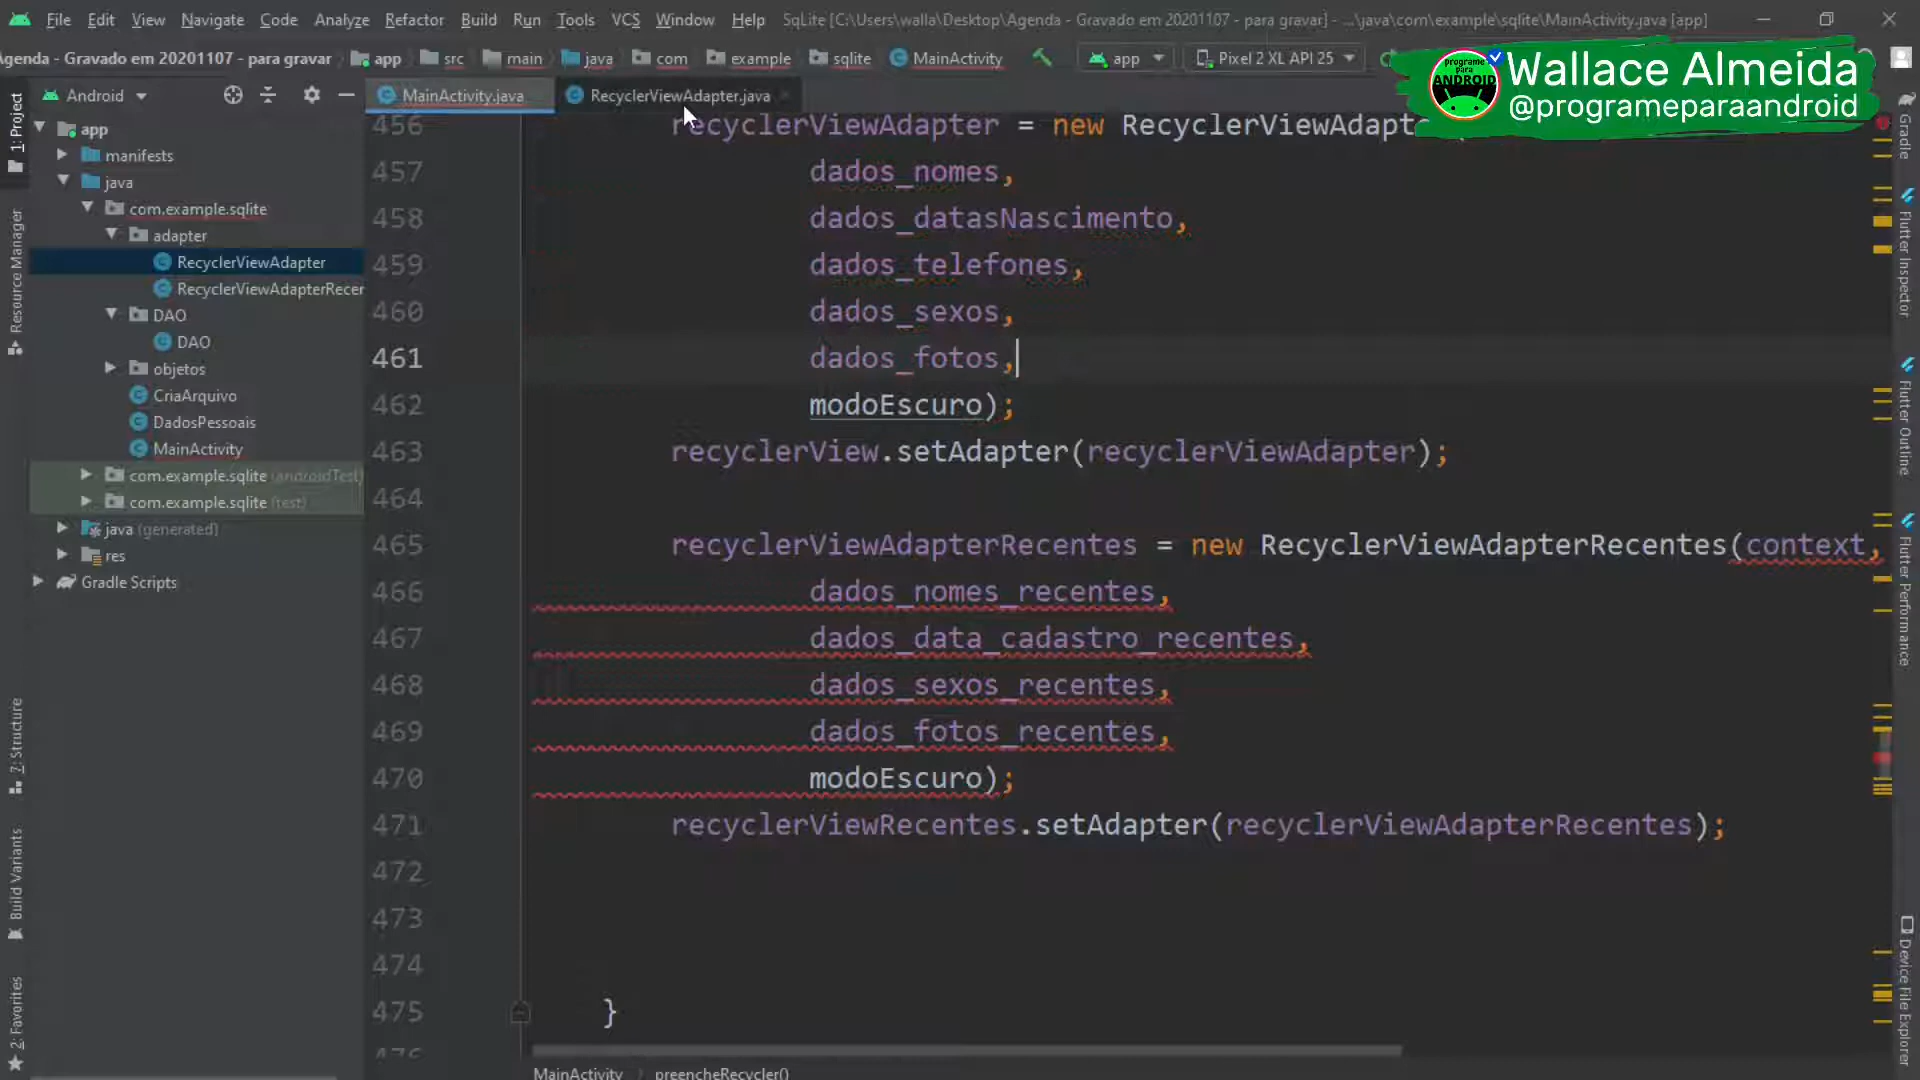 File Edit View Navigate Code Analyze Refactor Build Run Tools VCS Window Help SqLite [C:\Users\walla\Desktop\Agenda - Gravado em 20201107 - para gravar] - ...\java\com\example\sqlite\MainActivity.java [app]
Agenda - Gravado em 20201107 - para gravar app src main java com example sqlite MainActivity app Pixel 2 XL API 25
Wallace Almeida
@programeparaandroid
programe
para
ANDROID
Android
MainActivity.java
RecyclerViewAdapter.java
1: Project
Resource Manager
7: Structure
Build Variants
2: Favorites
app
manifests
java
com.example.sqlite
adapter
RecyclerViewAdapter
RecyclerViewAdapterRecer
DAO
DAO
objetos
CriaArquivo
DadosPessoais
MainActivity
com.example.sqlite (androidTest)
com.example.sqlite (test)
java (generated)
res
Gradle Scripts
456 recyclerViewAdapter = new RecyclerViewAdapte
457 dados_nomes,
458 dados_datasNascimento,
459 dados_telefones,
460 dados_sexos,
461 dados_fotos,
462 modoEscuro);
463 recyclerView.setAdapter(recyclerViewAdapter);
464
465 recyclerViewAdapterRecentes = new RecyclerViewAdapterRecentes(context,
466 dados_nomes_recentes,
467 dados_data_cadastro_recentes,
468 dados_sexos_recentes,
469 dados_fotos_recentes,
470 modoEscuro);
471 recyclerViewRecentes.setAdapter(recyclerViewAdapterRecentes);
472
473
474
475 }
476
MainActivity preencheRecycler()
Gradle
Flutter Inspector
Flutter Outline
Flutter Performance
Device File Explorer